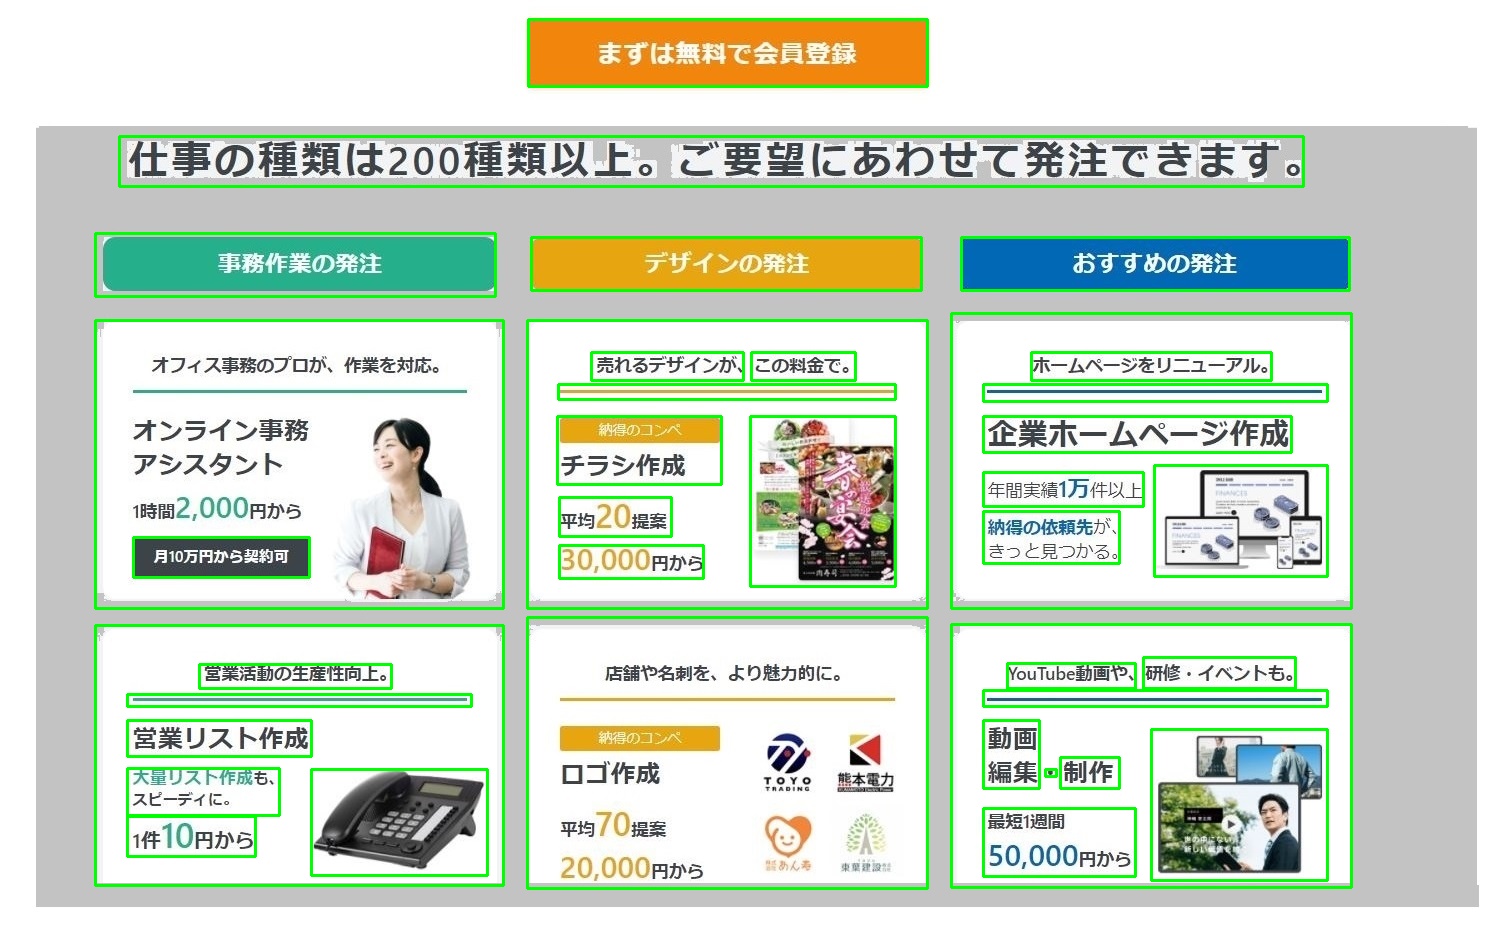 まずは無料で会員登録
仕事の種類は200種類以上。ご要望にあわせて発注できます。
事務作業の発注
オフィス事務のプロが、作業を対応。
オンライン事務
アシスタント
1時間2,000円から
月10万円から契約可
営業活動の生産性向上。
営業リスト作成
大量リスト作成も、
スピーディに。
1件10円から
デザインの発注
売れるデザインが、この料金で。
納得のコンペ
チラシ作成
平均20提案
30,000円から
春の宴会
肉寿司
店舗や名刺を、より魅力的に。
納得のコンペ
ロゴ作成
平均70提案
20,000円から
TOYO
TRADING
熊本電力
あん寿
東葉建設
おすすめの発注
ホームページをリニューアル。
企業ホームページ作成
年間実績1万件以上
納得の依頼先が、
きっと見つかる。
FINANCES
FINANCES
YouTube動画や、研修・イベントも。
動画
編集・制作
最短1週間
50,000円から